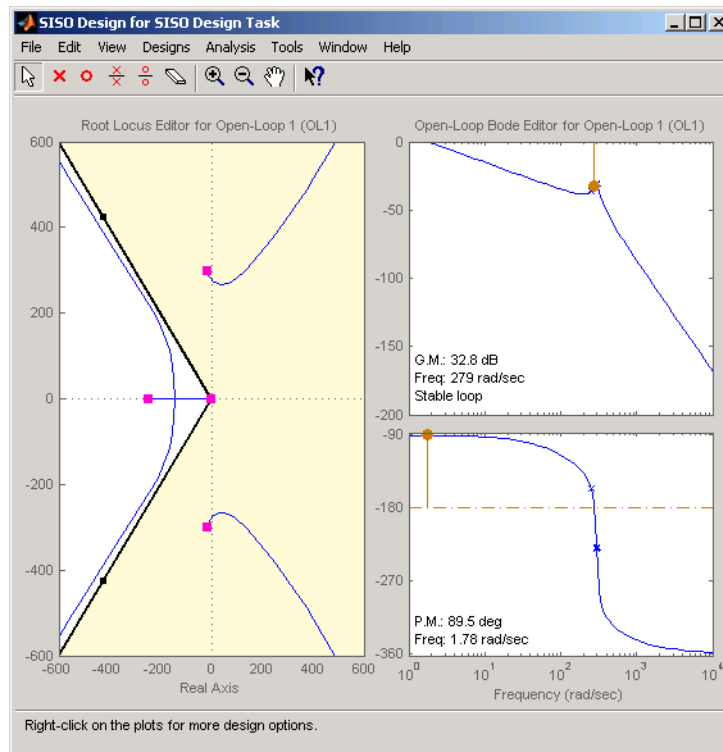 SISO Design for SISO Design Task
File Edit View Designs Analysis Tools Window Help
Root Locus Editor for Open-Loop 1 (OL1)
600
400
200
0
-200
-400
-600
-600 -400 -200 0 200 400 600
Real Axis
Open-Loop Bode Editor for Open-Loop 1 (OL1)
0
-50
-100
-150
-200
G.M.: 32.8 dB
Freq: 279 rad/sec
Stable loop
-90
-180
-270
-360
P.M.: 89.5 deg
Freq: 1.78 rad/sec
10^0 10^1 10^2 10^3 10^4
Frequency (rad/sec)
Right-click on the plots for more design options.